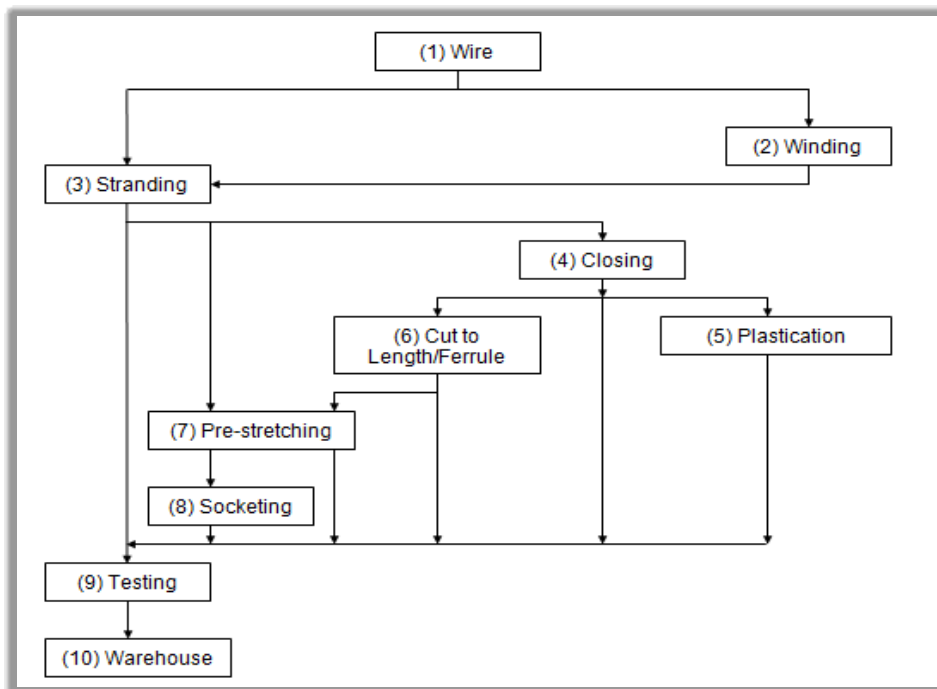 (1) Wire
(2) Winding
(3) Stranding
(4) Closing
(6) Cut to
Length/Ferrule
(5) Plastication
(7) Pre-stretching
(8) Socketing
(9) Testing
(10) Warehouse